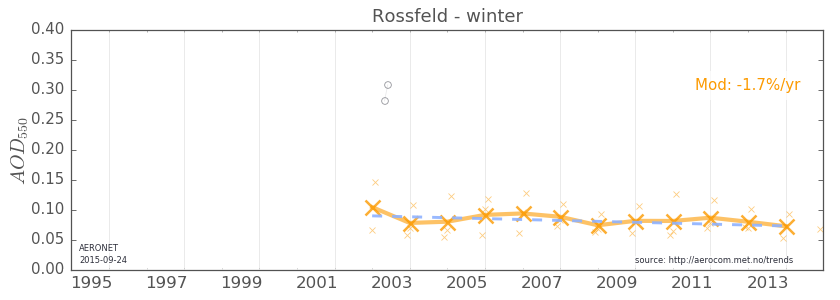 Rossfeld - winter
0.40
0.35
0.30
0.25
0.20
0.15
0.10
0.05
0.00
AOD550
Mod: -1.7%/yr
AERONET
2015-09-24
source: http://aerocom.met.no/trends
1995 1997 1999 2001 2003 2005 2007 2009 2011 2013